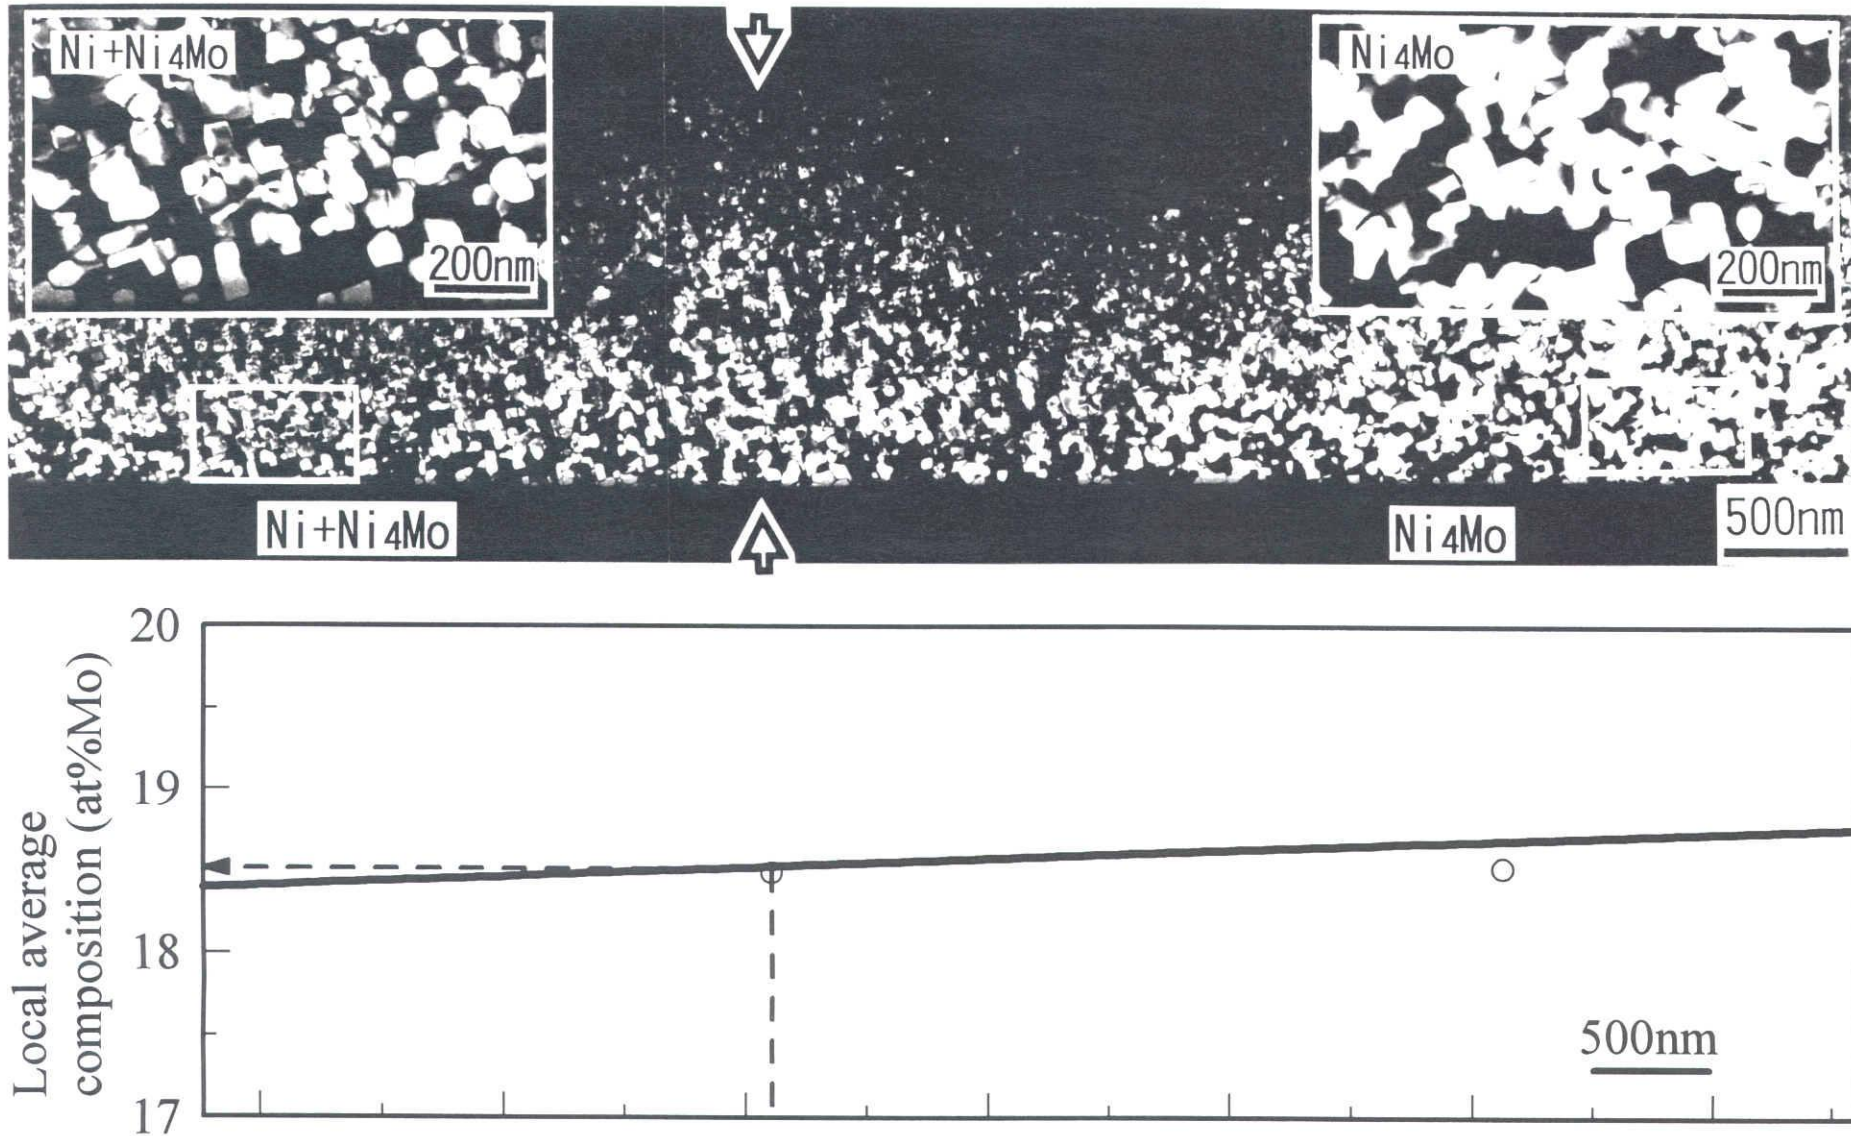 Ni+Ni₄Mo
Ni₄Mo
200nm
200nm
Ni+Ni₄Mo
Ni₄Mo
500nm
20
19
18
17
Local average
composition (at%Mo)
500nm